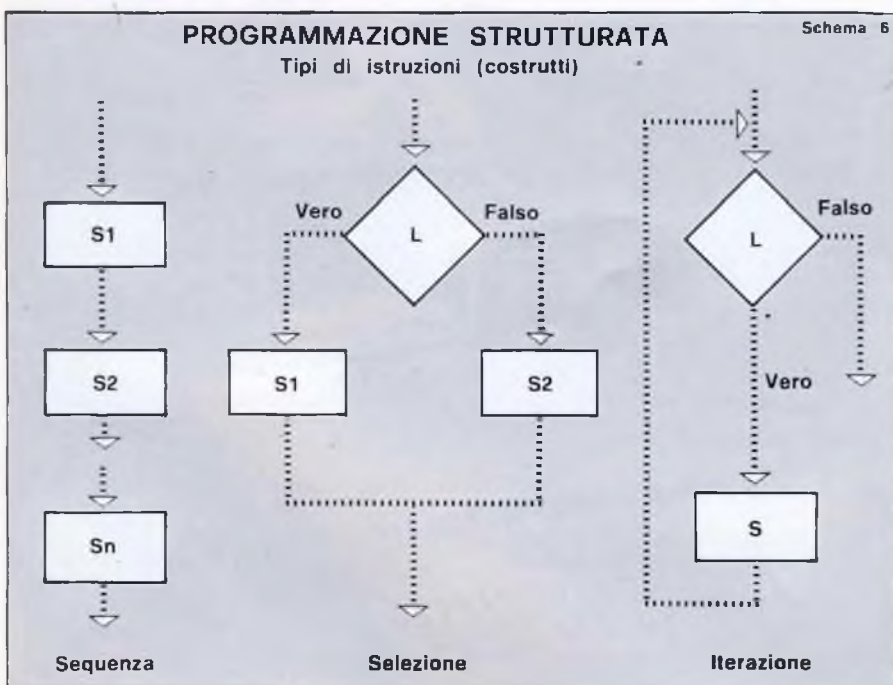 PROGRAMMAZIONE STRUTTURATA
Schema 6
Tipi di istruzioni (costrutti)
S1
S2
Sn
Sequenza
L
Vero
Falso
S1
S2
Selezione
L
Falso
Vero
S
Iterazione